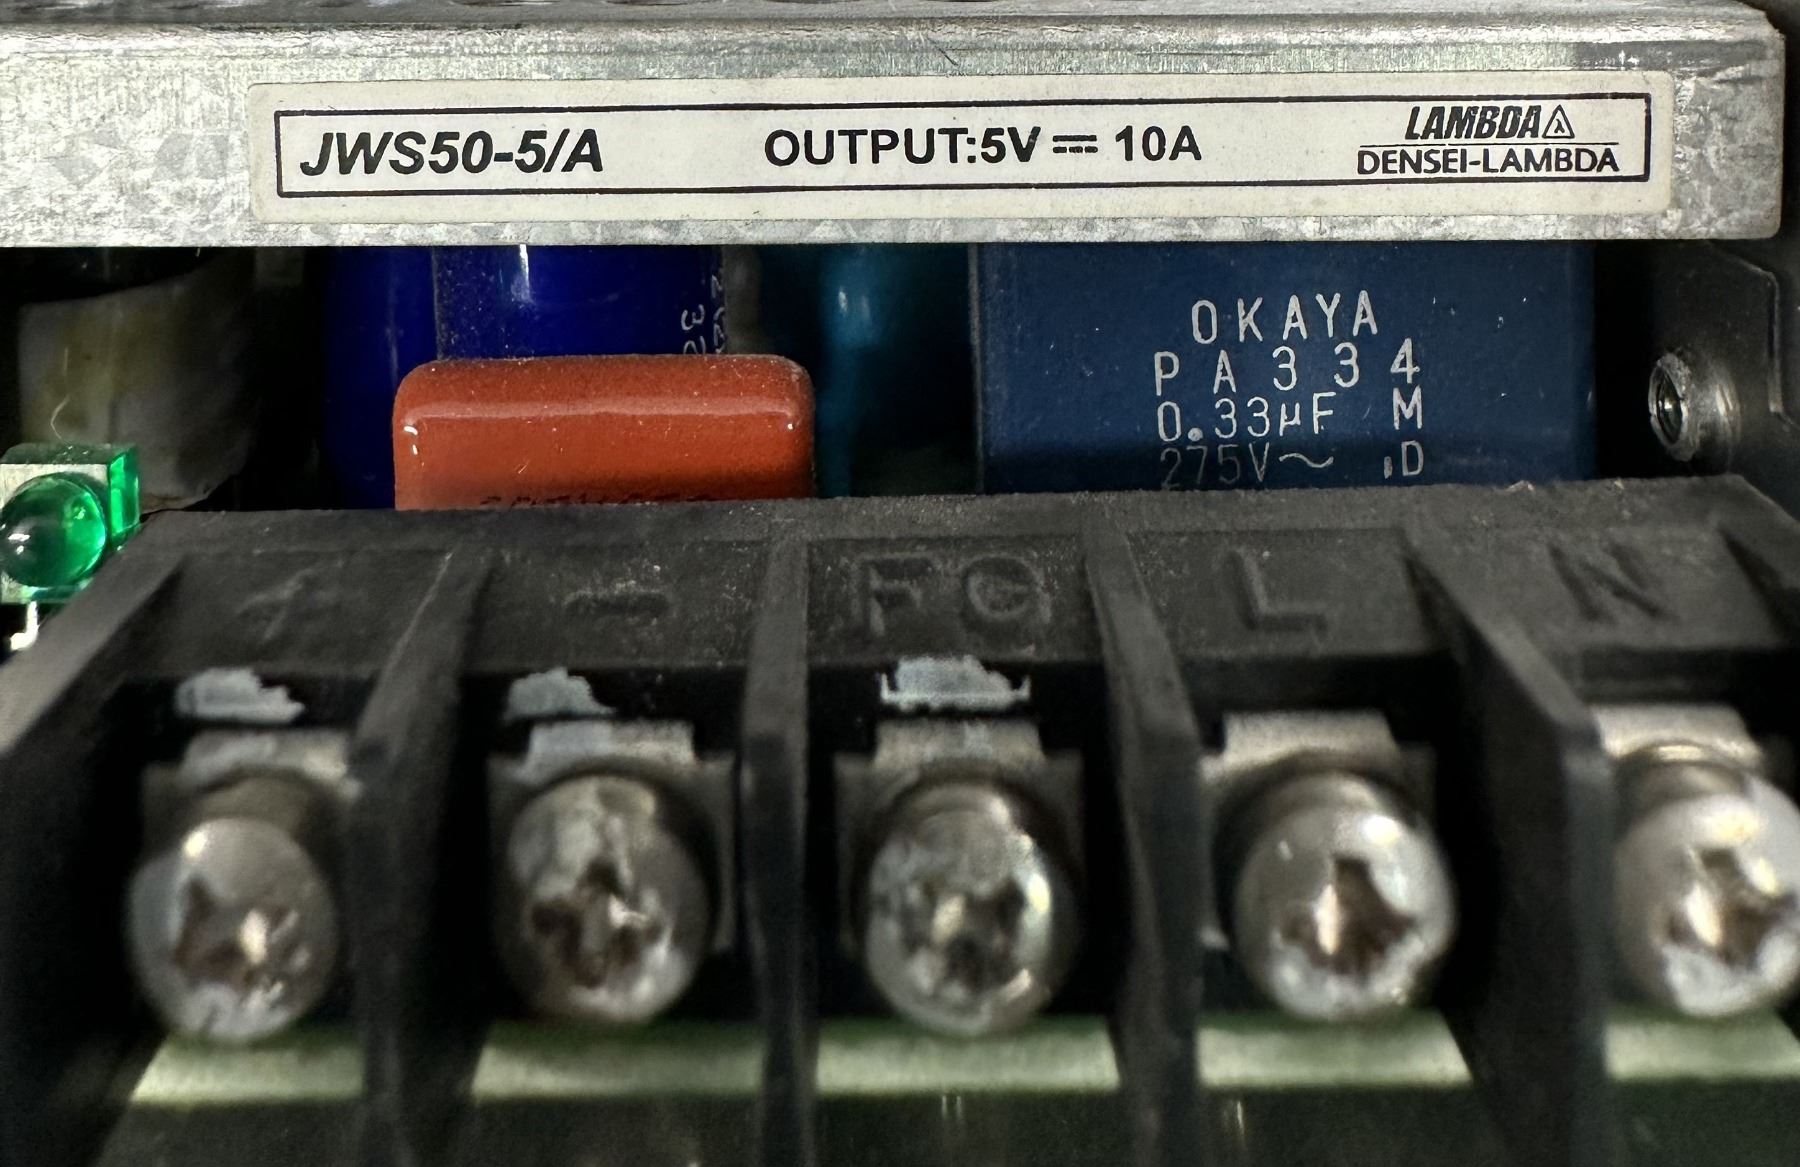 JWS50-5/A OUTPUT:5V⎓ 10A
LAMBDA
DENSEI-LAMBDA
OKAYA
PA334
0.33μF M
275V~ .D
+ - FG L N